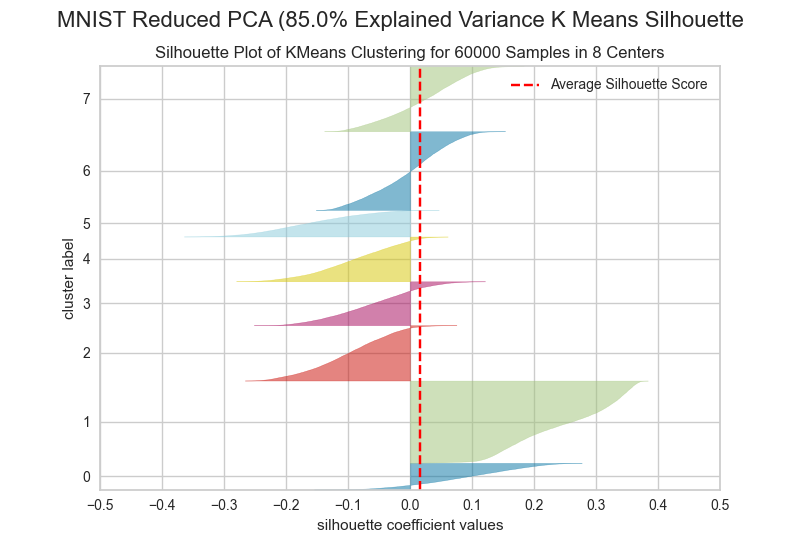 MNIST Reduced PCA (85.0% Explained Variance K Means Silhouette
Silhouette Plot of KMeans Clustering for 60000 Samples in 8 Centers
Average Silhouette Score
7
6
5
4
3
2
1
0
cluster label
−0.5 −0.4 −0.3 −0.2 −0.1 0.0 0.1 0.2 0.3 0.4 0.5
silhouette coefficient values